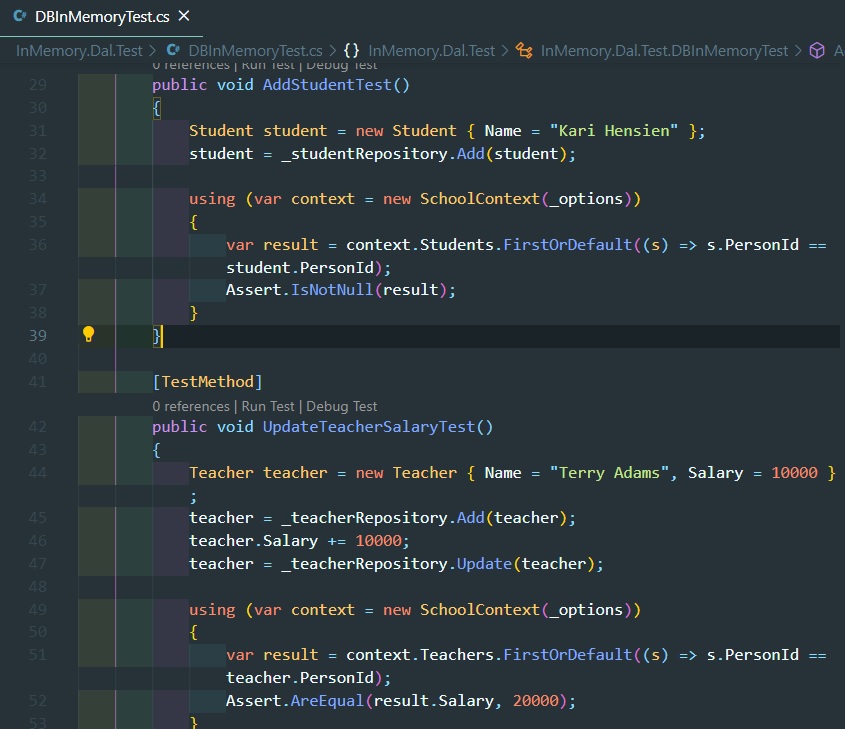 DBInMemoryTest.cs
InMemory.Dal.Test > DBInMemoryTest.cs > {} InMemory.Dal.Test > InMemory.Dal.Test.DBInMemoryTest > A
0 references | Run Test | Debug Test
29 public void AddStudentTest()
30 {
31 Student student = new Student { Name = "Kari Hensien" };
32 student = _studentRepository.Add(student);
33
34 using (var context = new SchoolContext(_options))
35 {
36 var result = context.Students.FirstOrDefault((s) => s.PersonId ==
student.PersonId);
37 Assert.IsNotNull(result);
38 }
39 }
40
41 [TestMethod]
0 references | Run Test | Debug Test
42 public void UpdateTeacherSalaryTest()
43 {
44 Teacher teacher = new Teacher { Name = "Terry Adams", Salary = 10000 }
;
45 teacher = _teacherRepository.Add(teacher);
46 teacher.Salary += 10000;
47 teacher = _teacherRepository.Update(teacher);
48
49 using (var context = new SchoolContext(_options))
50 {
51 var result = context.Teachers.FirstOrDefault((s) => s.PersonId ==
teacher.PersonId);
52 Assert.AreEqual(result.Salary, 20000);
53 }